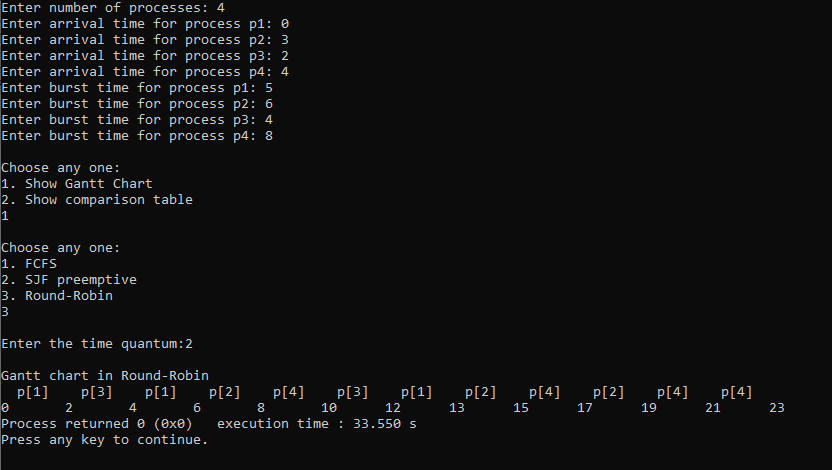 Enter number of processes: 4
Enter arrival time for process p1: 0
Enter arrival time for process p2: 3
Enter arrival time for process p3: 2
Enter arrival time for process p4: 4
Enter burst time for process p1: 5
Enter burst time for process p2: 6
Enter burst time for process p3: 4
Enter burst time for process p4: 8
Choose any one:
1. Show Gantt Chart
2. Show comparison table
1
Choose any one:
1. FCFS
2. SJF preemptive
3. Round-Robin
3
Enter the time quantum:2
Gantt chart in Round-Robin
p[1] p[3] p[1] p[2] p[4] p[3] p[1] p[2] p[4] p[2] p[4] p[4]
0 2 4 6 8 10 12 13 15 17 19 21 23
Process returned 0 (0x0) execution time : 33.550 s
Press any key to continue.